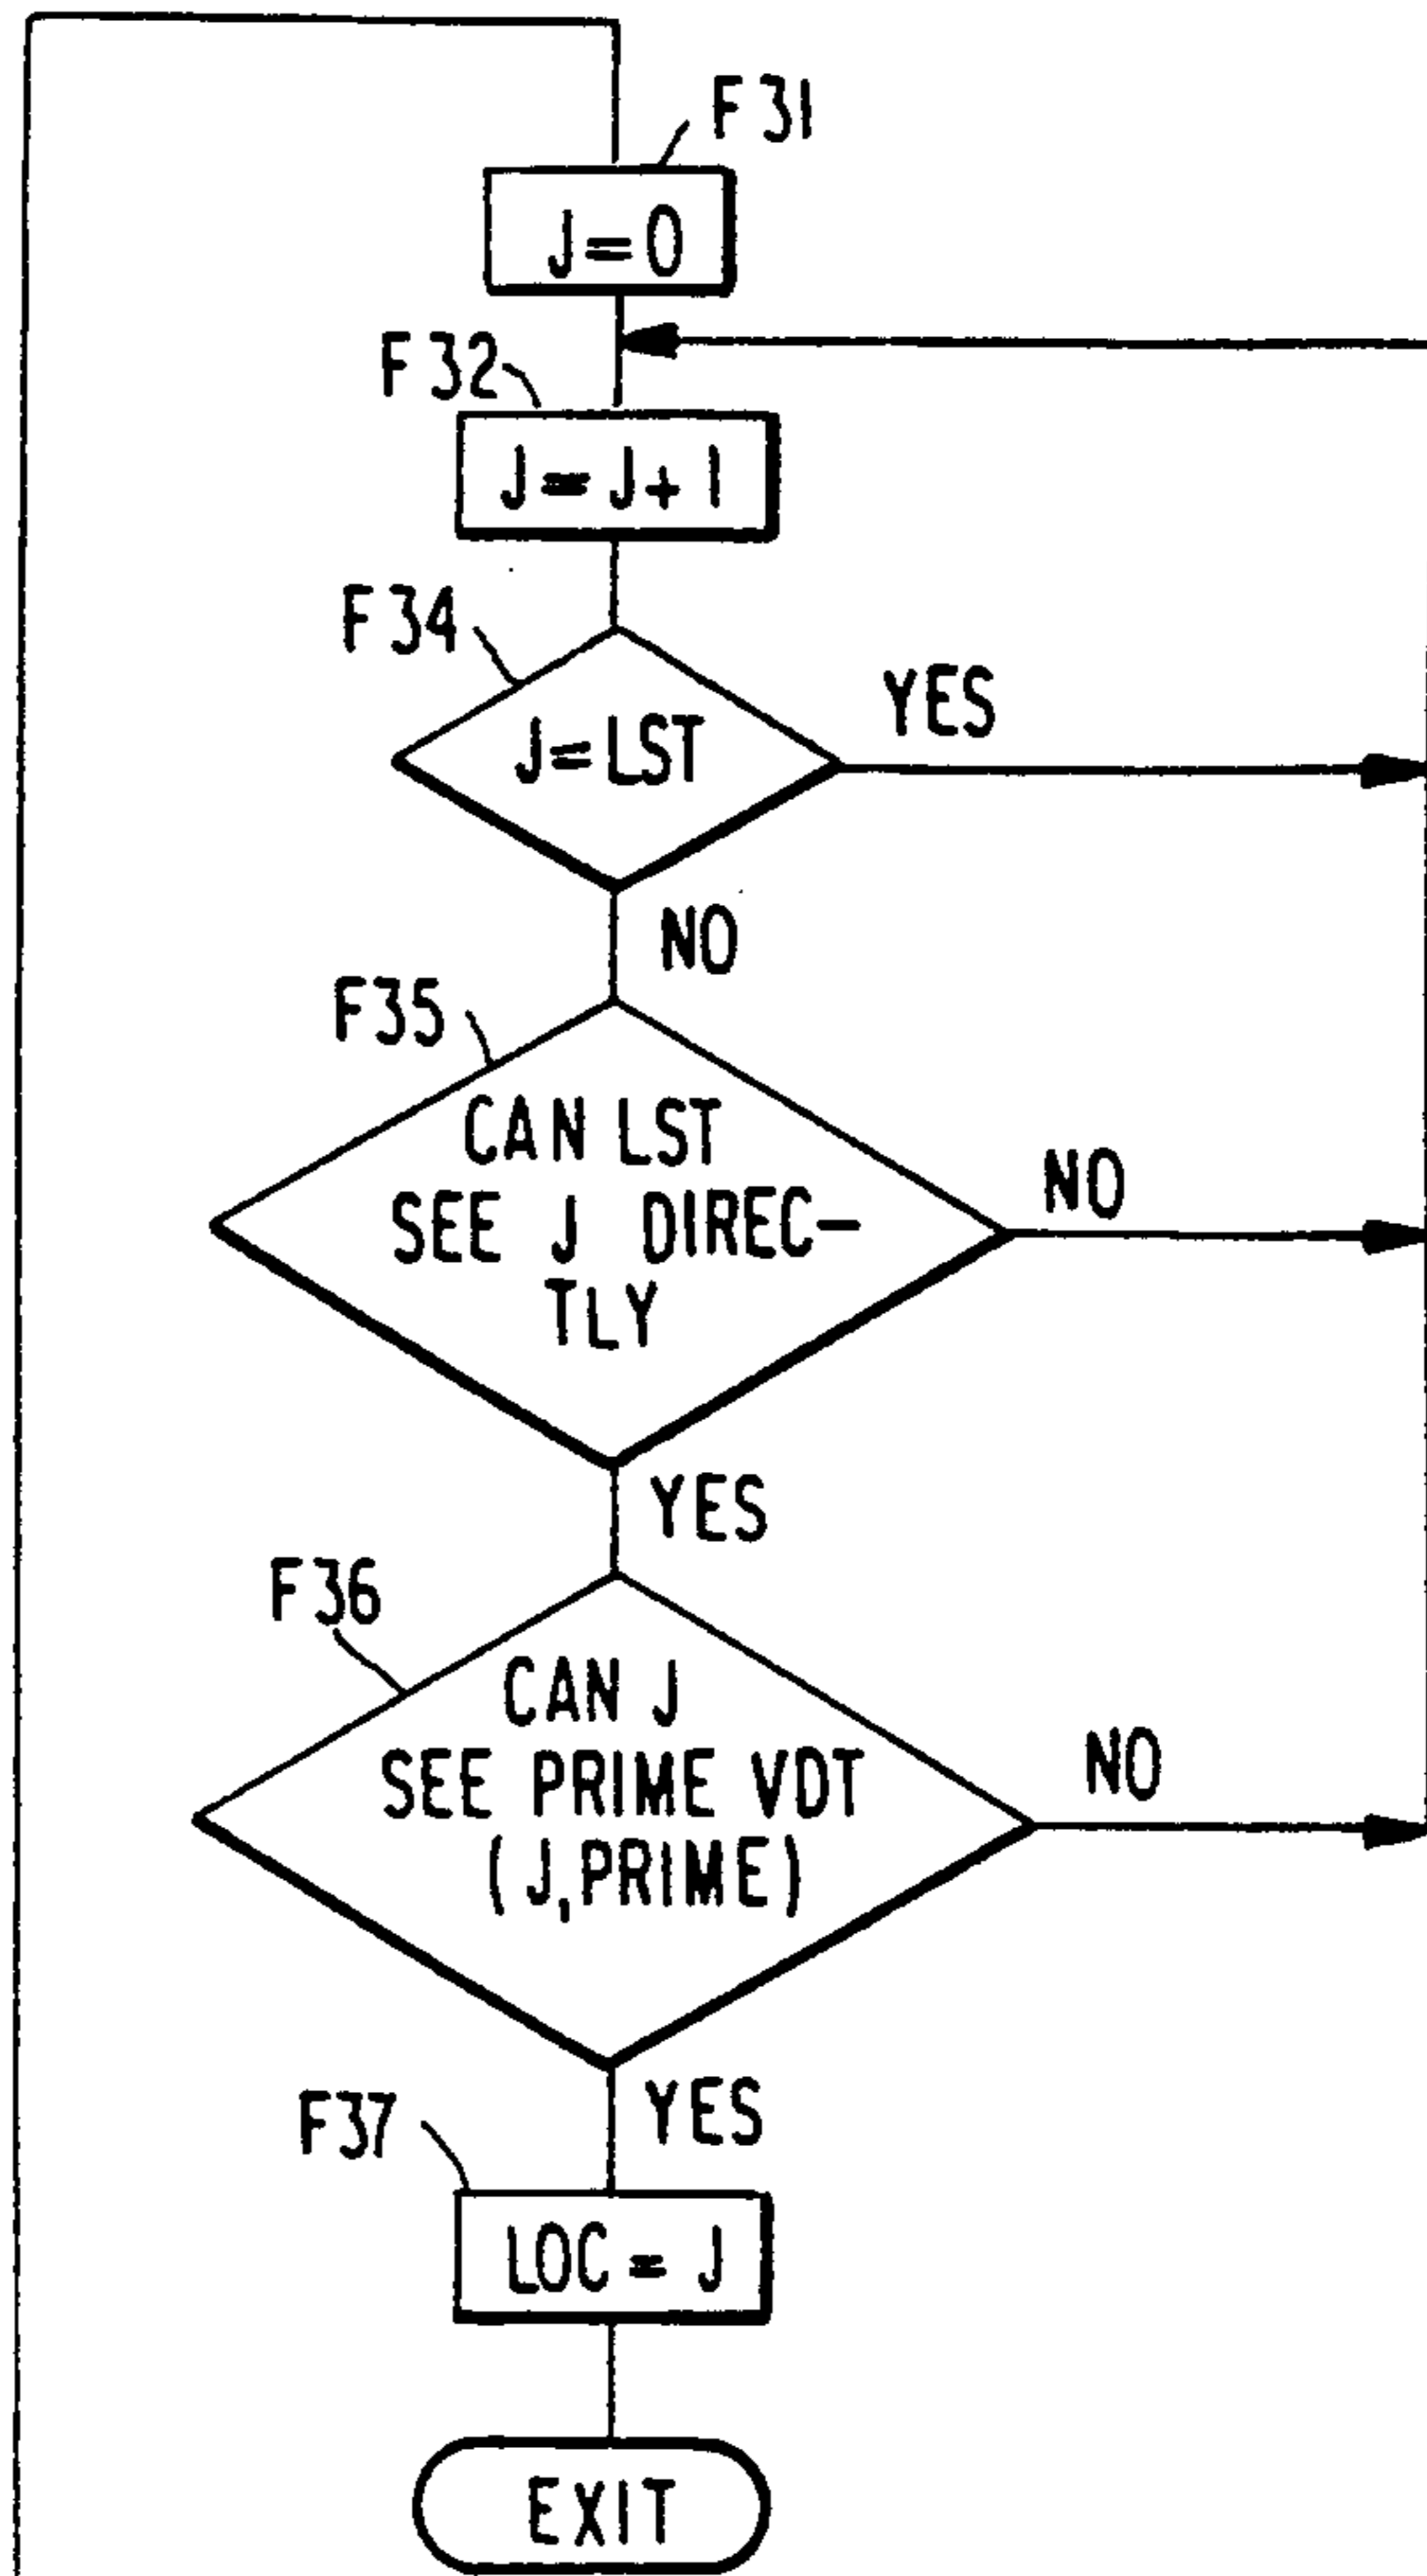 F31
J=0
F32
J=J+1
F34
J=LST
YES
NO
F35
CAN LST
SEE J DIREC-
TLY
NO
YES
F36
CAN J
SEE PRIME VDT
(J,PRIME)
NO
YES
F37
LOC = J
EXIT